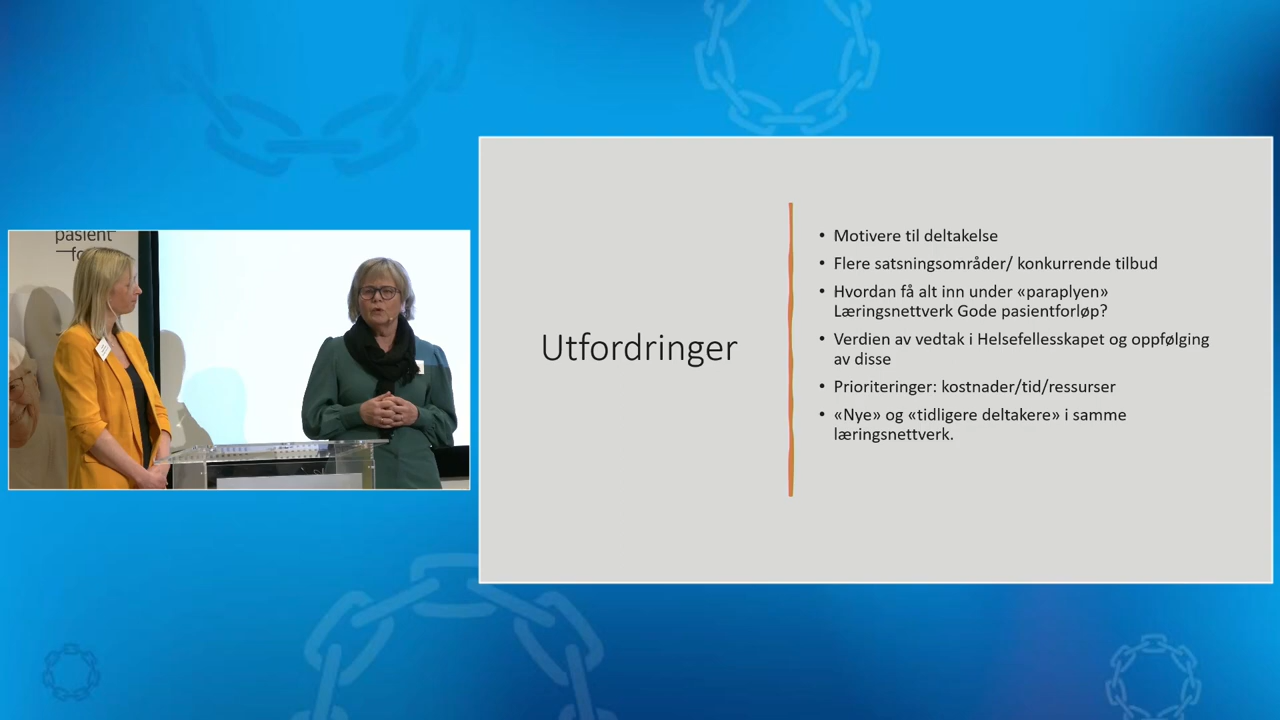 pasient
Utfordringer
• Motivere til deltakelse
• Flere satsningsområder/ konkurrende tilbud
• Hvordan få alt inn under «paraplyen»
Læringsnettverk Gode pasientforløp?
• Verdien av vedtak i Helsefellesskapet og oppfølging
av disse
• Prioriteringer: kostnader/tid/ressurser
• «Nye» og «tidligere deltakere» i samme
læringsnettverk.